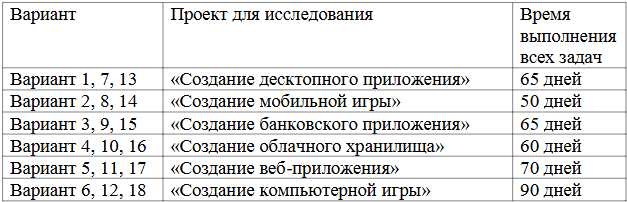 Вариант Проект для исследования Время
выполнения
всех задач
Вариант 1, 7, 13 «Создание десктопного приложения» 65 дней
Вариант 2, 8, 14 «Создание мобильной игры» 50 дней
Вариант 3, 9, 15 «Создание банковского приложения» 65 дней
Вариант 4, 10, 16 «Создание облачного хранилища» 60 дней
Вариант 5, 11, 17 «Создание веб-приложения» 70 дней
Вариант 6, 12, 18 «Создание компьютерной игры» 90 дней